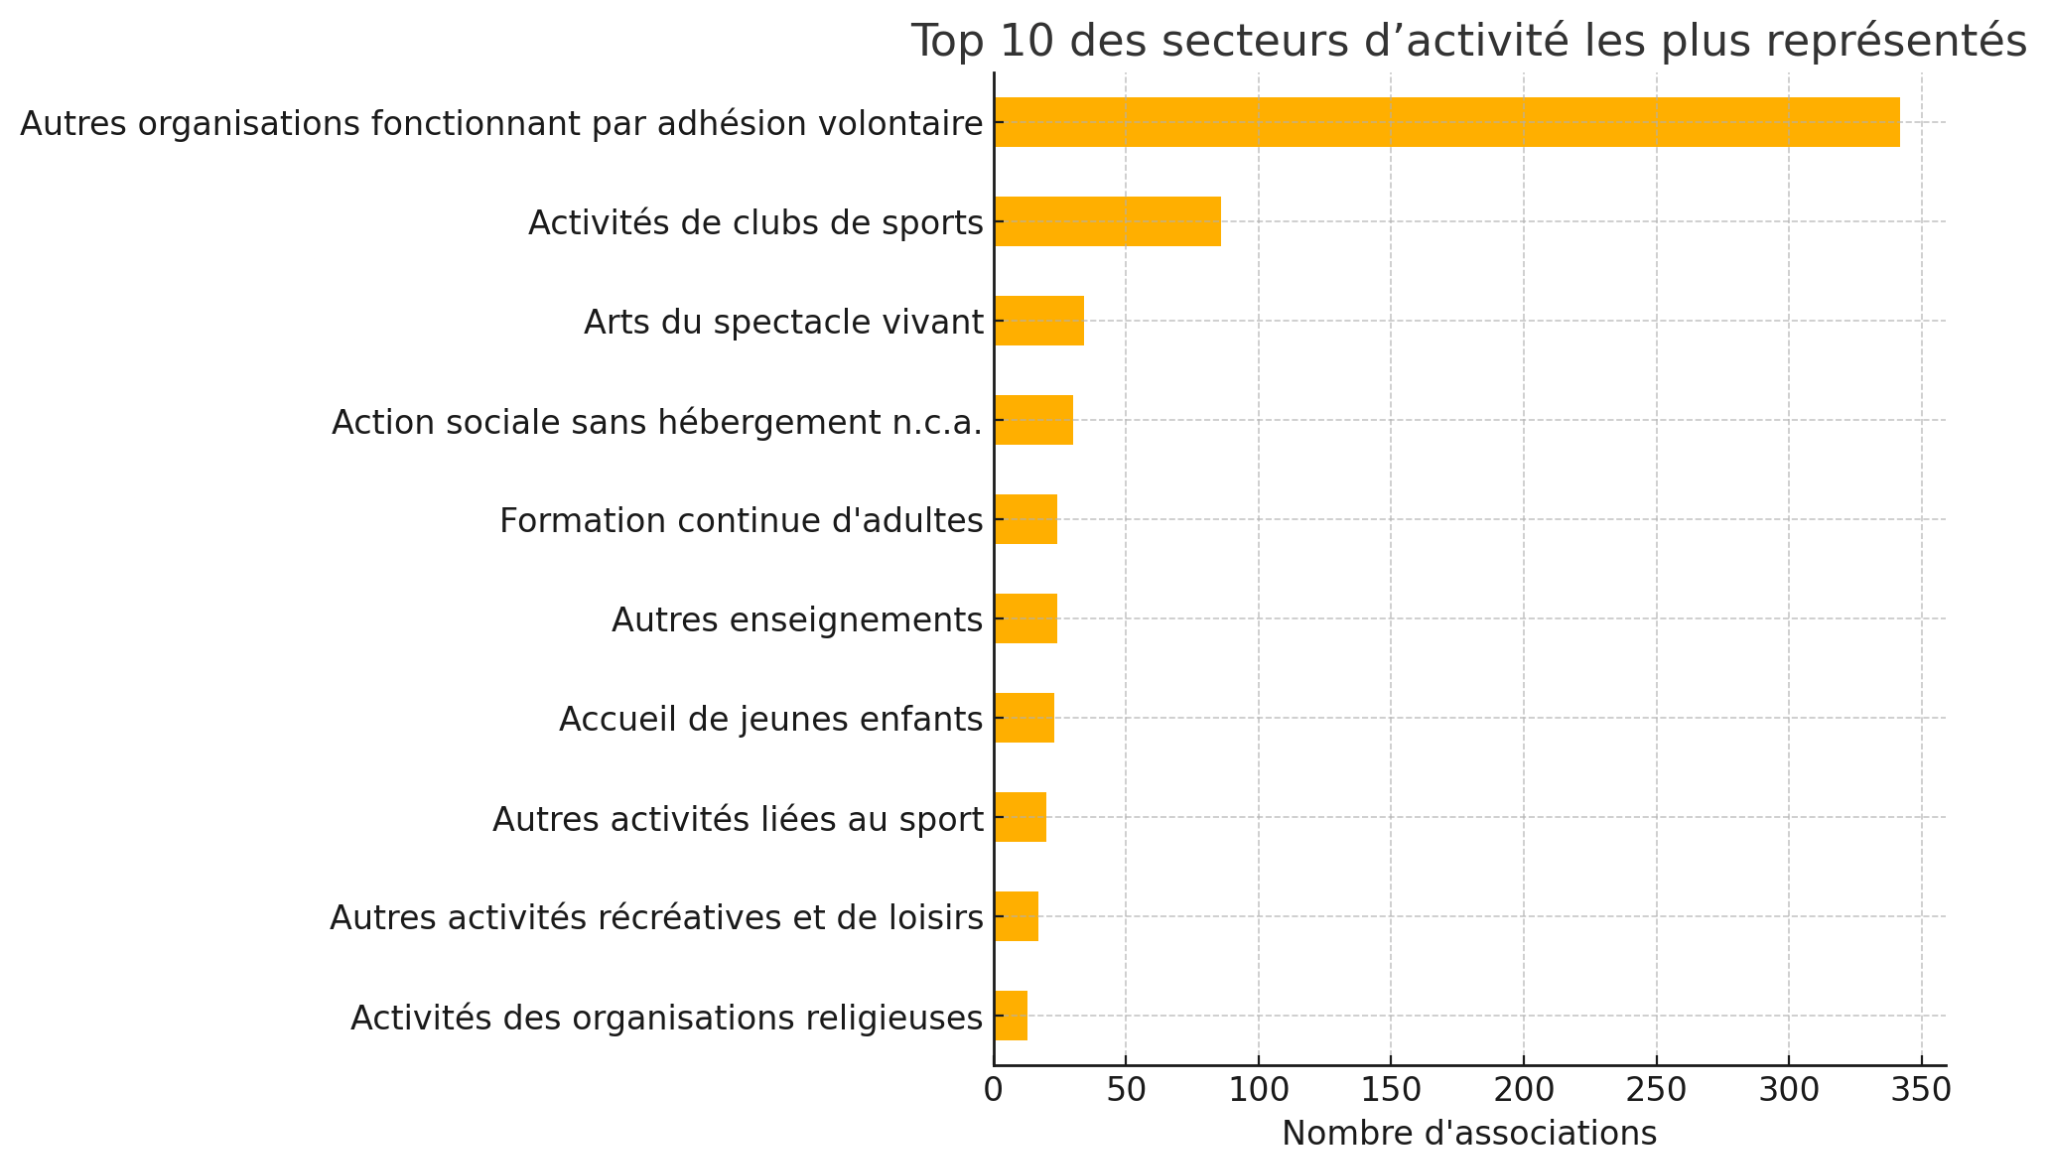 Top 10 des secteurs d’activité les plus représentés
Autres organisations fonctionnant par adhésion volontaire
Activités de clubs de sports
Arts du spectacle vivant
Action sociale sans hébergement n.c.a.
Formation continue d'adultes
Autres enseignements
Accueil de jeunes enfants
Autres activités liées au sport
Autres activités récréatives et de loisirs
Activités des organisations religieuses
0 50 100 150 200 250 300 350
Nombre d'associations